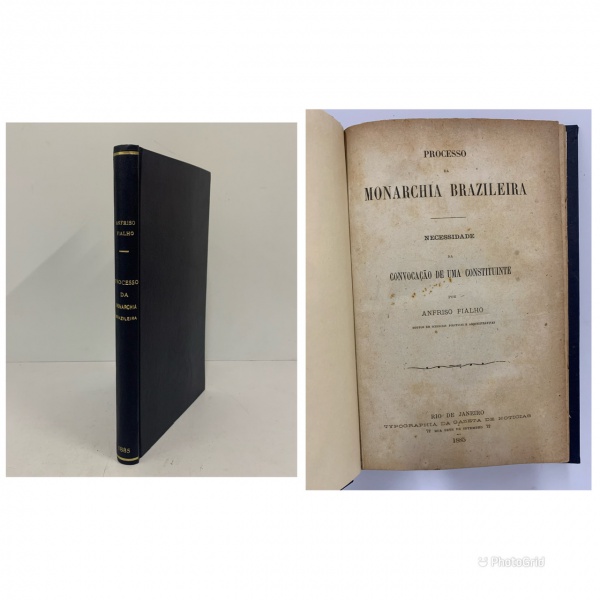 ANFRISO
FIALHO
PROCESSO
DA
MONARCHIA
BRAZILEIRA
1885
PROCESSO
DA
MONARCHIA BRAZILEIRA
NECESSIDADE
DA
CONVOCAÇÃO DE UMA CONSTITUINTE
POR
ANFRISO FIALHO
RIO DE JANEIRO
TYPOGRAPHIA DA GAZETA DE NOTICIAS
1885
PhotoGrid